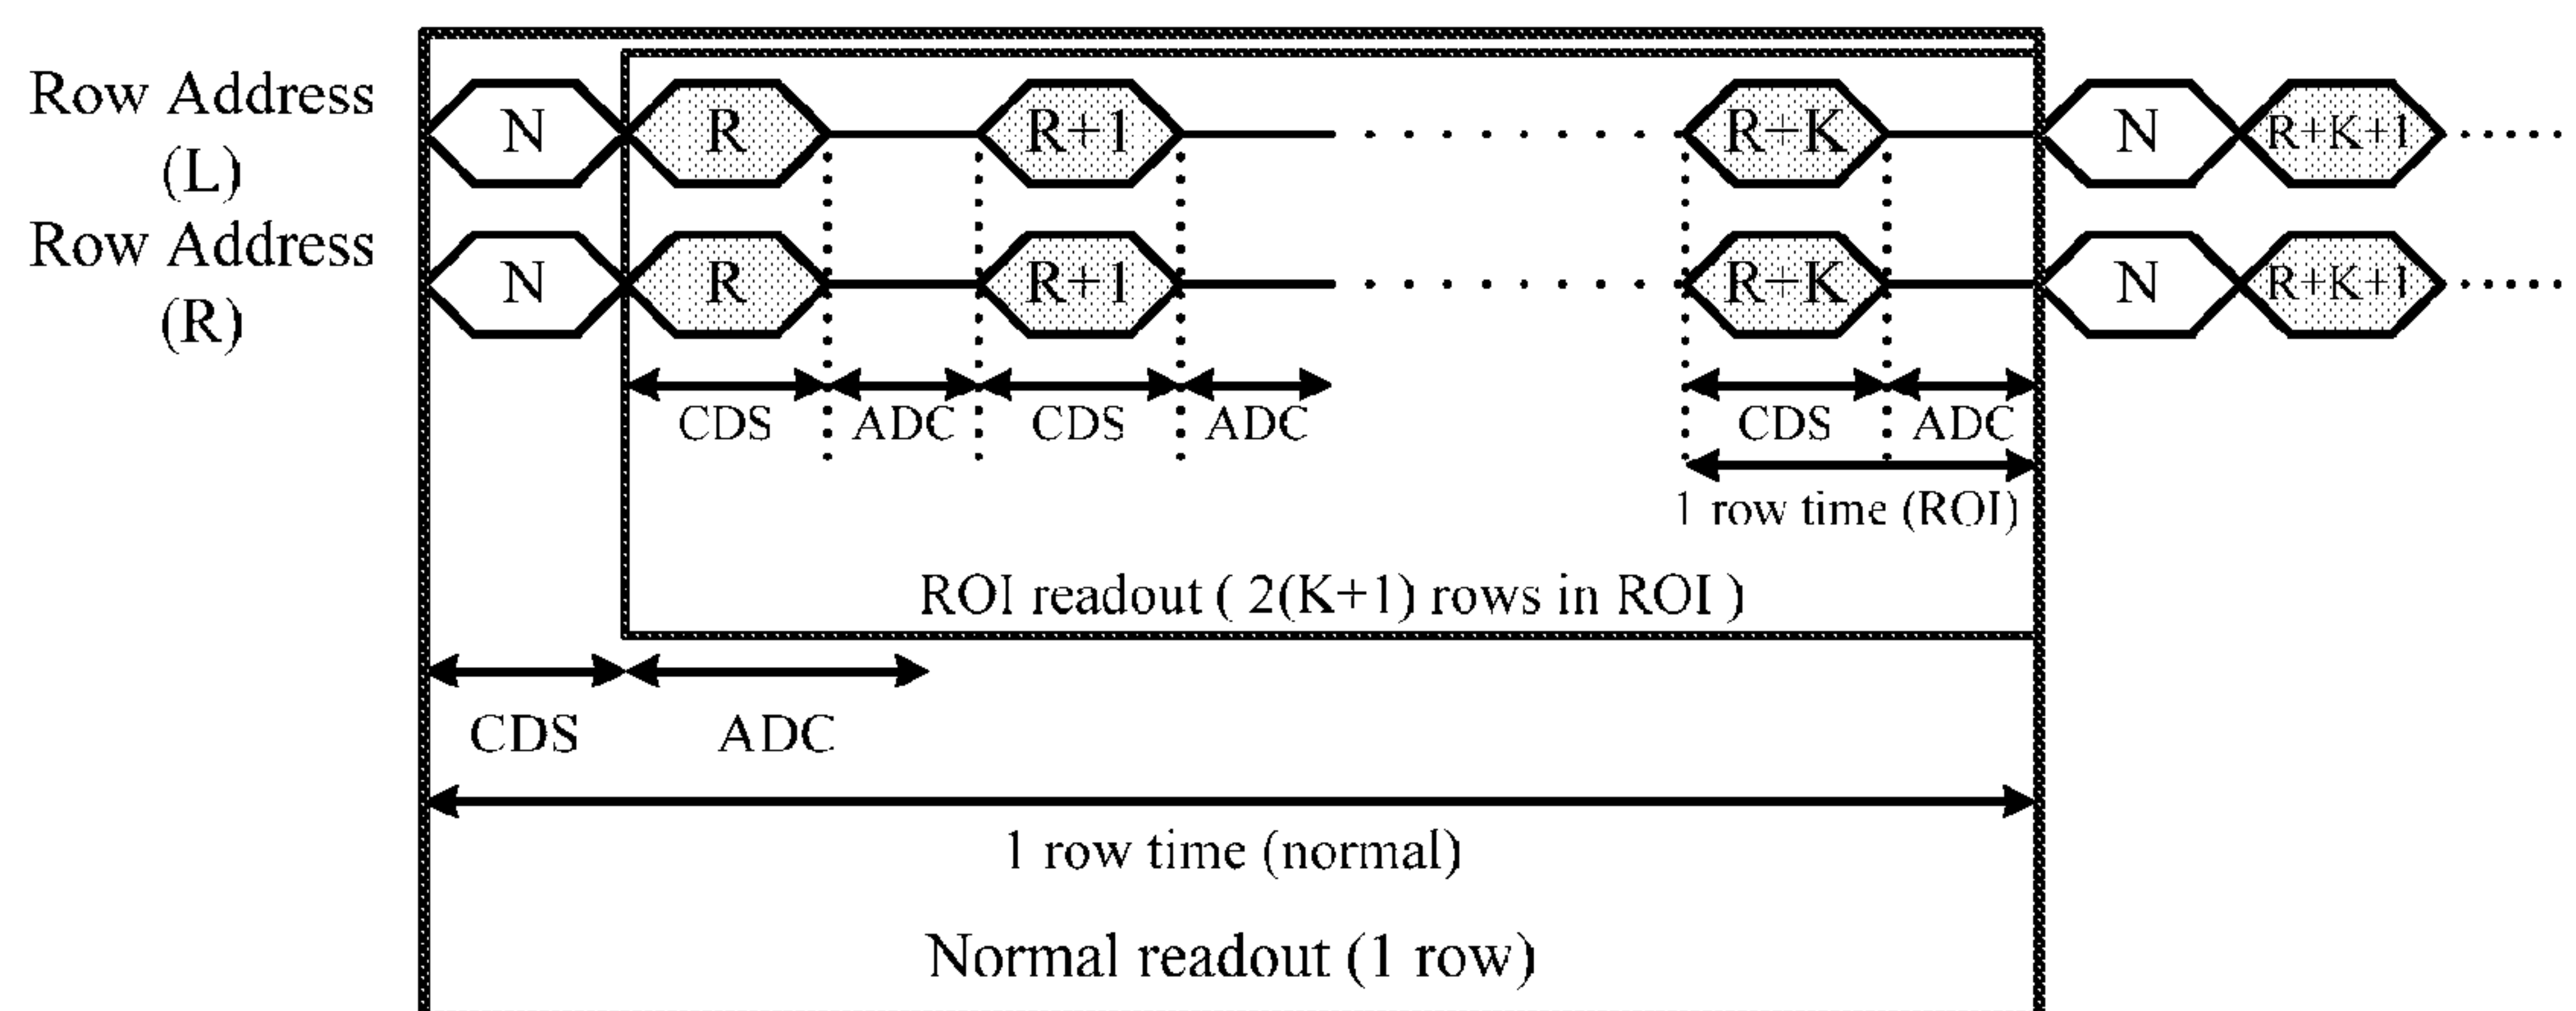 Row Address
(L)
N
R
R+1
R+K
N
R+K+1
Row Address
(R)
N
R
R+1
R+K
N
R+K+1
CDS
ADC
CDS
ADC
CDS
ADC
1 row time (ROI)
ROI readout ( 2(K+1) rows in ROI )
CDS
ADC
1 row time (normal)
Normal readout (1 row)